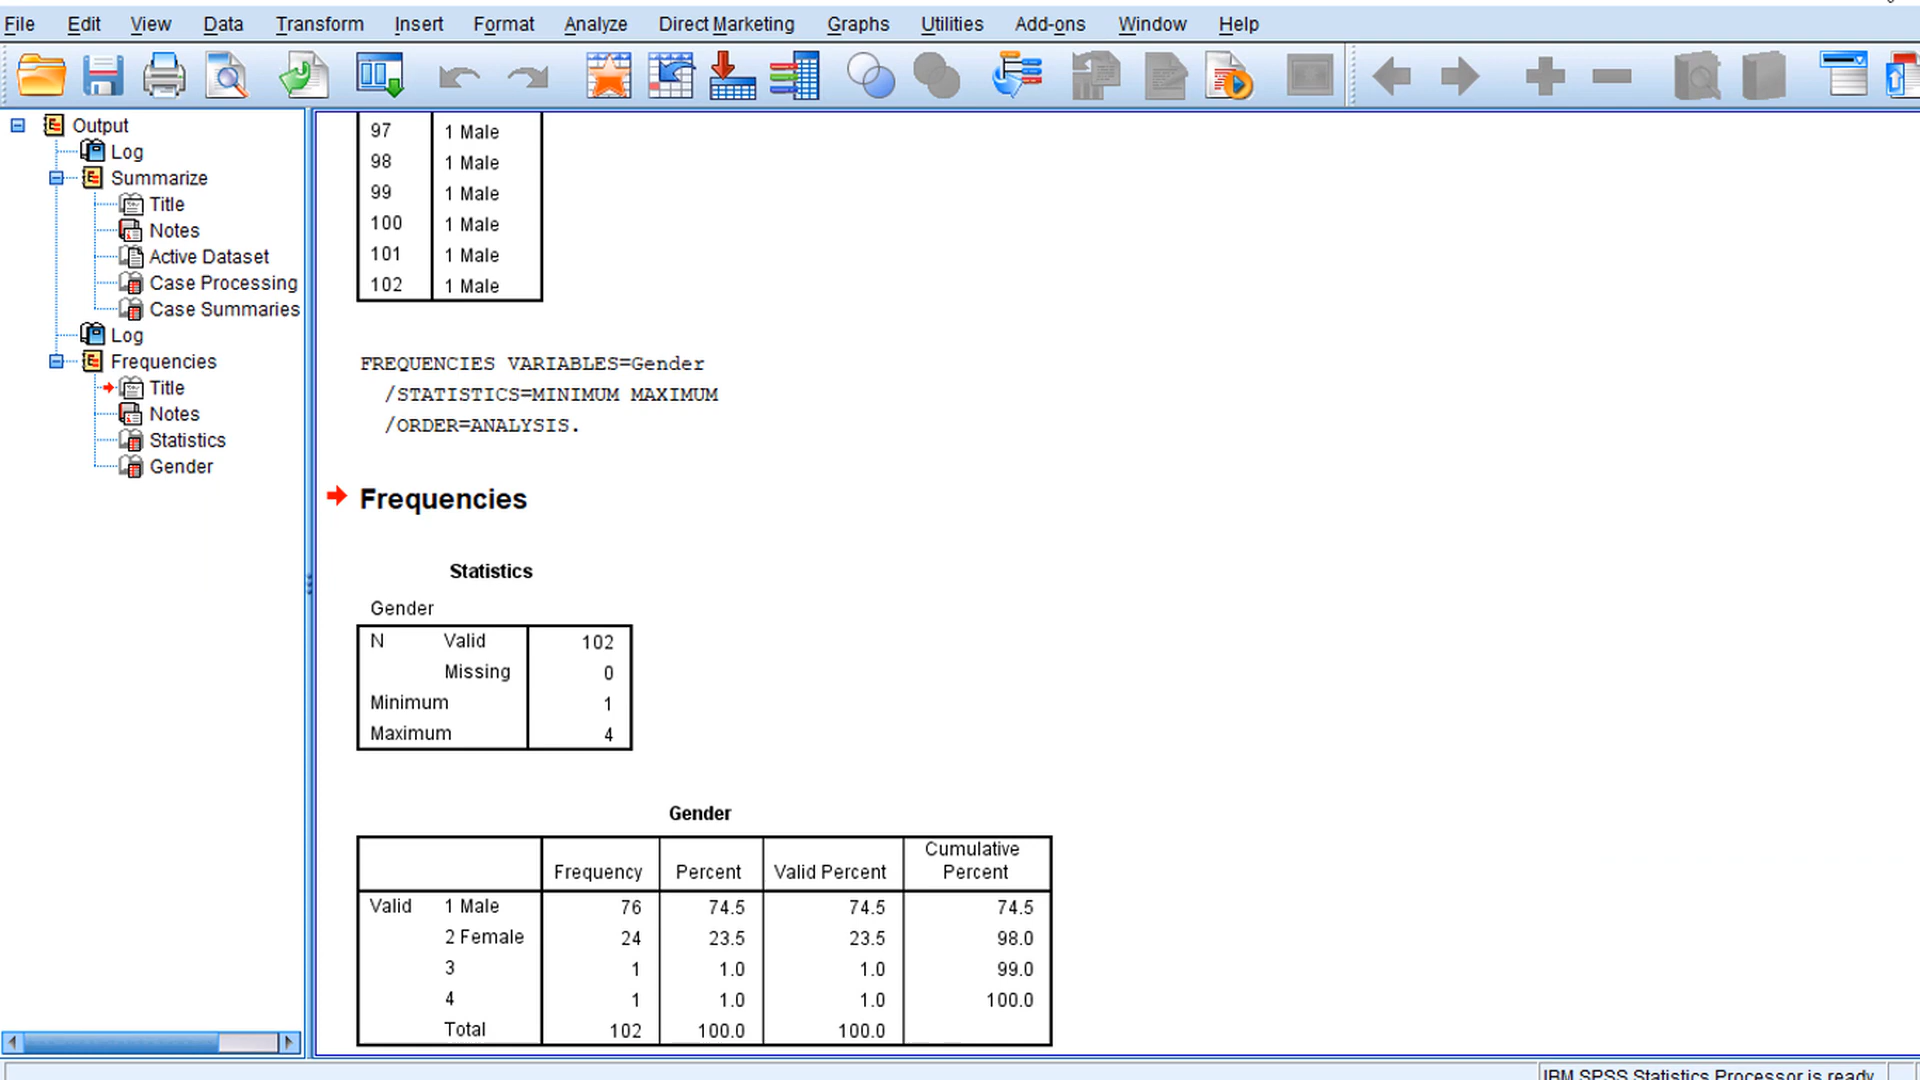 File Edit View Data Transform Insert Format Analyze Direct Marketing Graphs Utilities Add-ons Window Help
Output
Log
Summarize
Title
Notes
Active Dataset
Case Processing
Case Summaries
Log
Frequencies
Title
Notes
Statistics
Gender
97 1 Male
98 1 Male
99 1 Male
100 1 Male
101 1 Male
102 1 Male
FREQUENCIES VARIABLES=Gender
/STATISTICS=MINIMUM MAXIMUM
/ORDER=ANALYSIS.
Frequencies
Statistics
Gender
N Valid 102
Missing 0
Minimum 1
Maximum 4
Gender
Frequency Percent Valid Percent Cumulative Percent
Valid 1 Male 76 74.5 74.5 74.5
2 Female 24 23.5 23.5 98.0
3 1 1.0 1.0 99.0
4 1 1.0 1.0 100.0
Total 102 100.0 100.0
IBM SPSS Statistics Processor is ready